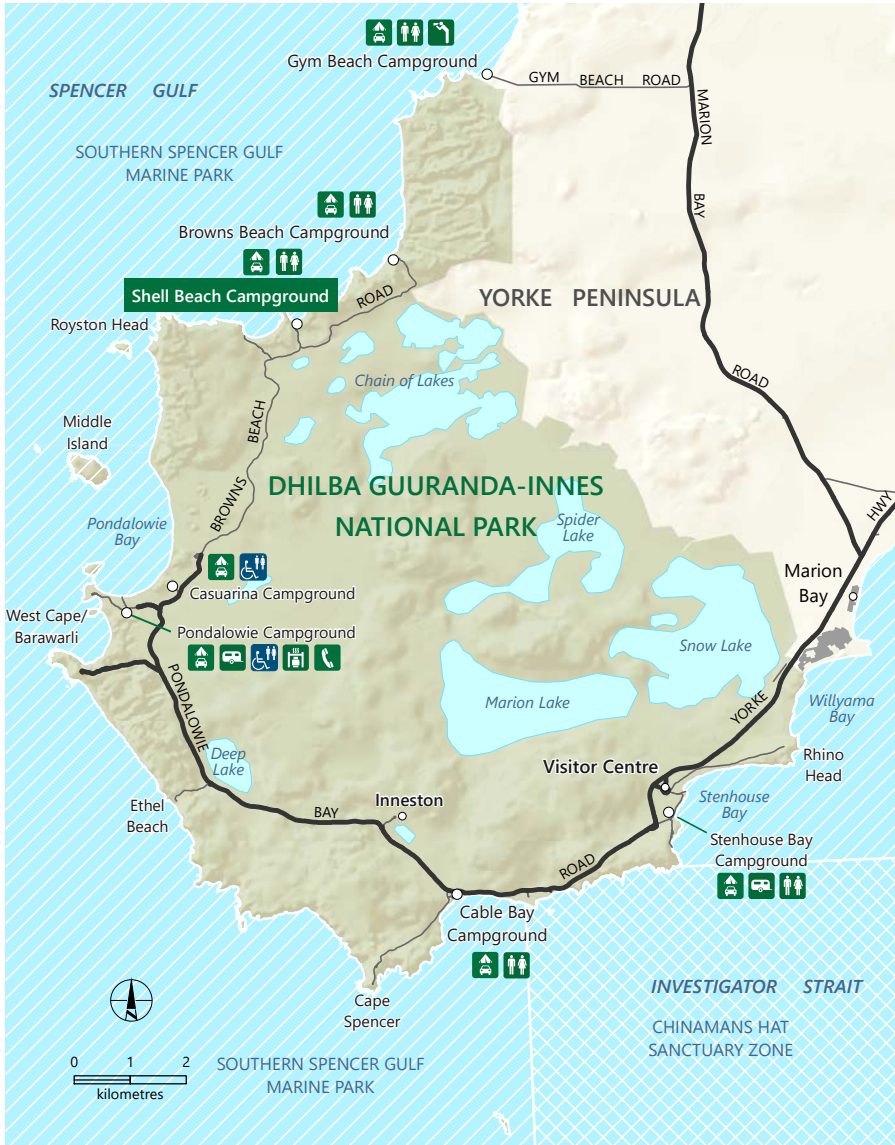 Gym Beach Campground
SPENCER GULF
GYM BEACH ROAD
MARION
BAY
ROAD
SOUTHERN SPENCER GULF
MARINE PARK
Browns Beach Campground
Shell Beach Campground
ROAD
YORKE PENINSULA
Royston Head
Chain of Lakes
BEACH
BROWNS
Middle
Island
DHILBA GUURANDA-INNES
NATIONAL PARK
Spider
Lake
HWY
Pondalowie
Bay
Casuarina Campground
Marion
Bay
West Cape/
Barawarli
Pondalowie Campground
Snow Lake
PONDALOWIE
Marion Lake
YORKE
Willyama
Bay
Deep
Lake
Visitor Centre
Rhino
Head
Ethel
Beach
BAY
Inneston
Stenhouse
Bay
Stenhouse Bay
Campground
ROAD
Cable Bay
Campground
INVESTIGATOR STRAIT
Cape
Spencer
CHINAMANS HAT
SANCTUARY ZONE
0 1 2
kilometres
SOUTHERN SPENCER GULF
MARINE PARK